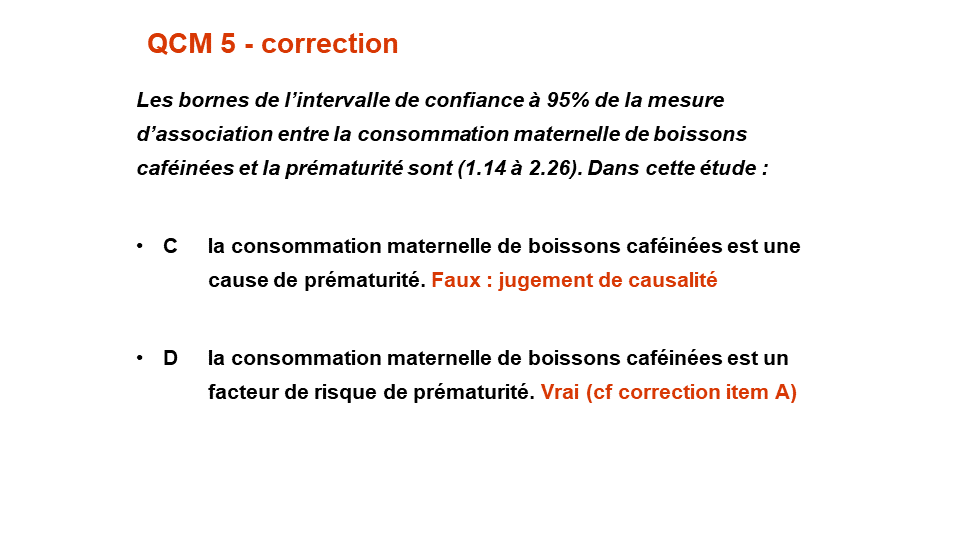 QCM 5 - correction
Les bornes de l’intervalle de confiance à 95% de la mesure
d’association entre la consommation maternelle de boissons
caféinées et la prématurité sont (1.14 à 2.26). Dans cette étude :
• C la consommation maternelle de boissons caféinées est une
cause de prématurité. Faux : jugement de causalité
• D la consommation maternelle de boissons caféinées est un
facteur de risque de prématurité. Vrai (cf correction item A)